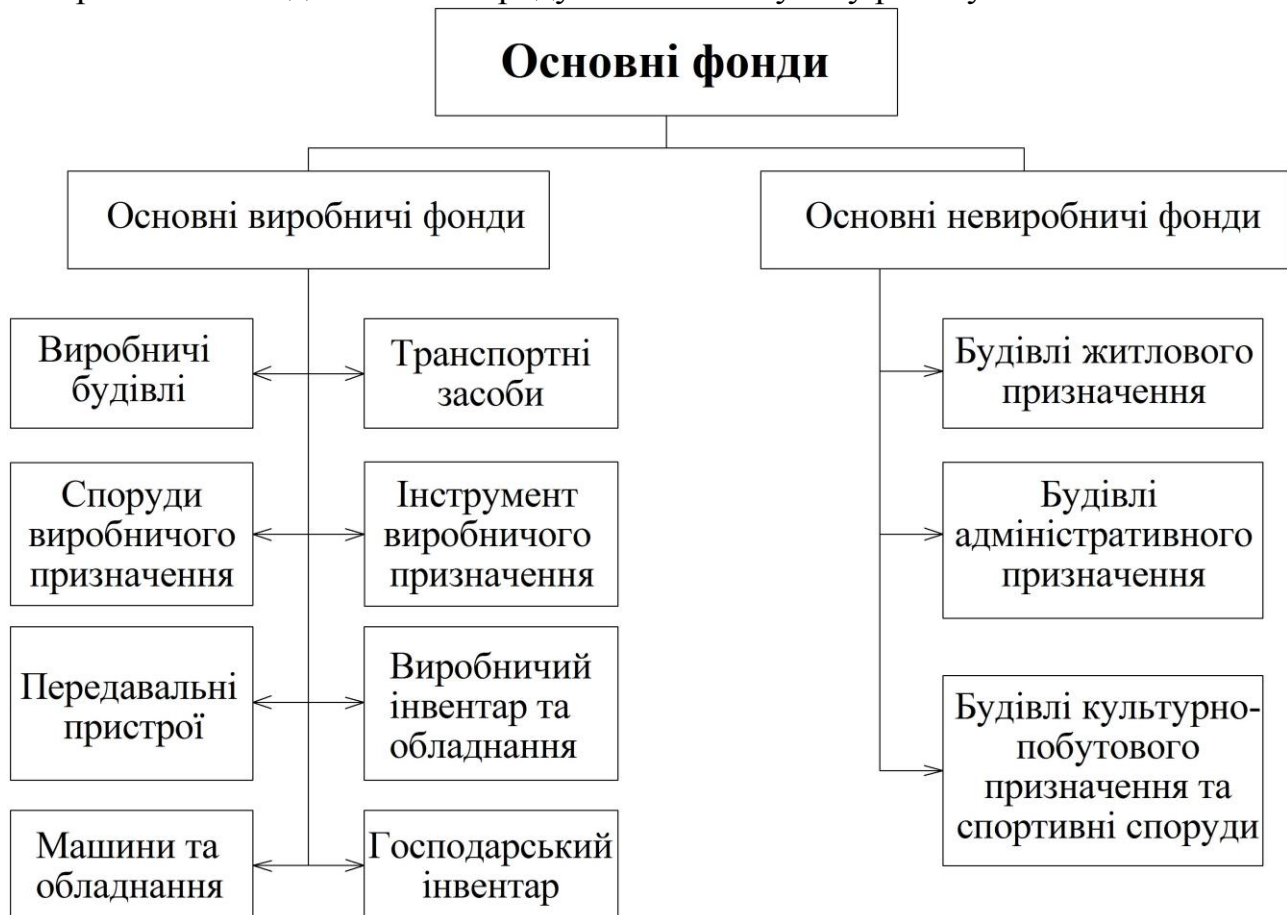 Основні фонди
Основні виробничі фонди
Основні невиробничі фонди
Виробничі
будівлі
Транспортні
засоби
Споруди
виробничого
призначення
Інструмент
виробничого
призначення
Передавальні
пристрої
Виробничий
інвентар та
обладнання
Машини та
обладнання
Господарський
інвентар
Будівлі житлового
призначення
Будівлі
адміністративного
призначення
Будівлі культурно-
побутового
призначення та
спортивні споруди